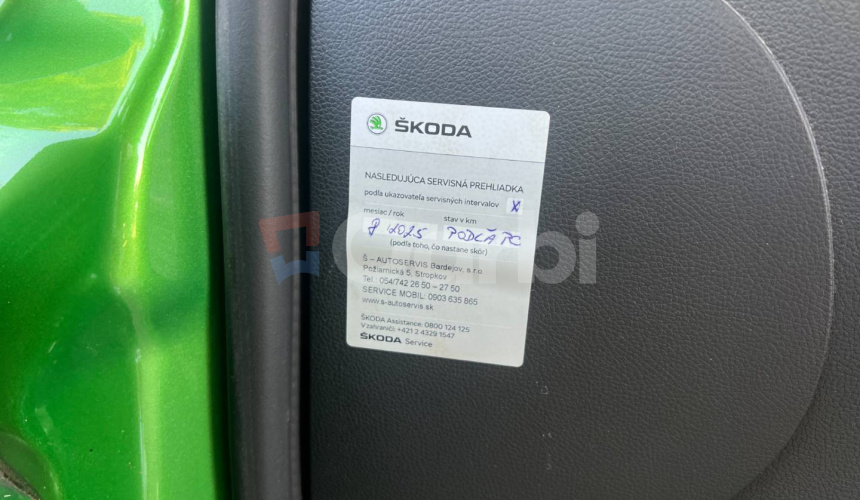 ŠKODA
NASLEDUJÚCA SERVISNÁ PREHLIADKA
podľa ukazovateľa servisných intervalov X
mesiac / rok stav v km
8 2025 PODĽA PC
(podľa toho, čo nastane skôr)
Š – AUTOSERVIS Bardejov, s.r.o.
Požiarnická 5, Stropkov
Tel.: 054/742 26 50 – 27 50
SERVICE MOBIL: 0903 635 865
www.s-autoservis.sk
ŠKODA Assistance: 0800 124 125
V zahraničí: +421 2 4329 1547
ŠKODA Service